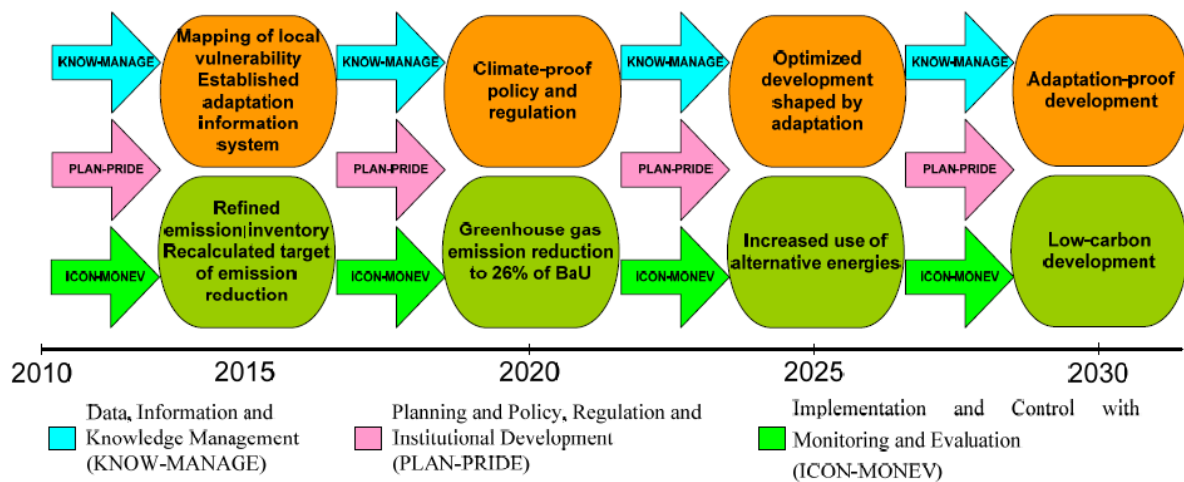 KNOW-MANAGE
Mapping of local
vulnerability
Established
adaptation
information
system
KNOW-MANAGE
Climate-proof
policy and
regulation
KNOW-MANAGE
Optimized
development
shaped by
adaptation
KNOW-MANAGE
Adaptation-proof
development
PLAN-PRIDE
PLAN-PRIDE
PLAN-PRIDE
PLAN-PRIDE
ICON-MONEV
Refined
emission inventory
Recalculated target
of emission
reduction
ICON-MONEV
Greenhouse gas
emission reduction
to 26% of BaU
ICON-MONEV
Increased use of
alternative energies
ICON-MONEV
Low-carbon
development
2010
2015
2020
2025
2030
Data, Information and
Knowledge Management
(KNOW-MANAGE)
Planning and Policy, Regulation and
Institutional Development
(PLAN-PRIDE)
Implementation and Control with
Monitoring and Evaluation
(ICON-MONEV)